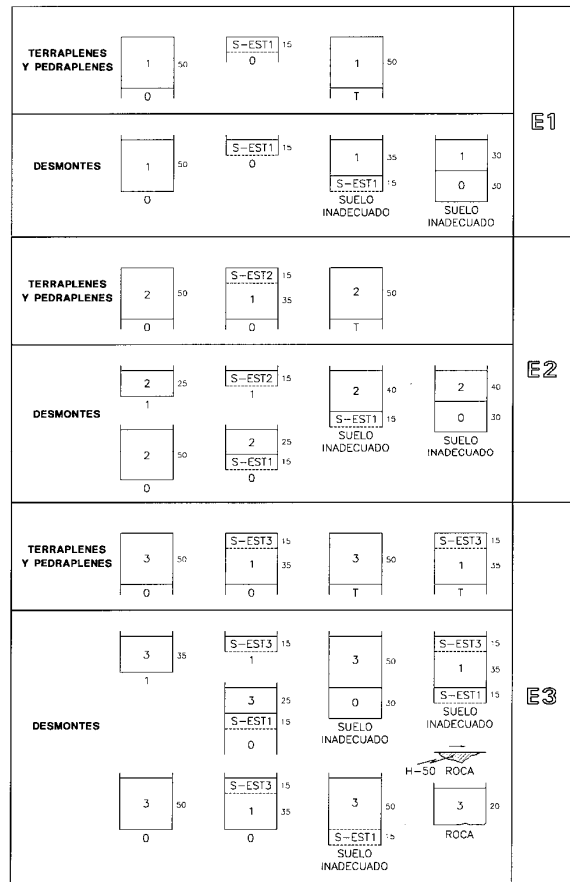 TERRAPLENES
Y PEDRAPLENES
1 50
0
S-EST1 15
0
1 50
T
E1
DESMONTES
1 50
0
S-EST1 15
0
1 35
S-EST1 15
SUELO
INADECUADO
1 30
0 30
SUELO
INADECUADO
TERRAPLENES
Y PEDRAPLENES
2 50
0
S-EST2 15
1 35
0
2 50
T
E2
DESMONTES
2 25
1
S-EST2 15
1
2 40
S-EST1 15
SUELO
INADECUADO
2 40
0 30
SUELO
INADECUADO
2 50
0
2 25
S-EST1 15
0
TERRAPLENES
Y PEDRAPLENES
3 50
0
S-EST3 15
1 35
0
3 50
T
S-EST3 15
1 35
T
E3
DESMONTES
3 35
1
S-EST3 15
1
3 25
S-EST1 15
0
3 50
0 30
SUELO
INADECUADO
S-EST3 15
1 35
S-EST1 15
SUELO
INADECUADO
H-50 ROCA
3 50
0
S-EST3 15
1 35
0
3 50
S-EST1 15
SUELO
INADECUADO
3 20
ROCA